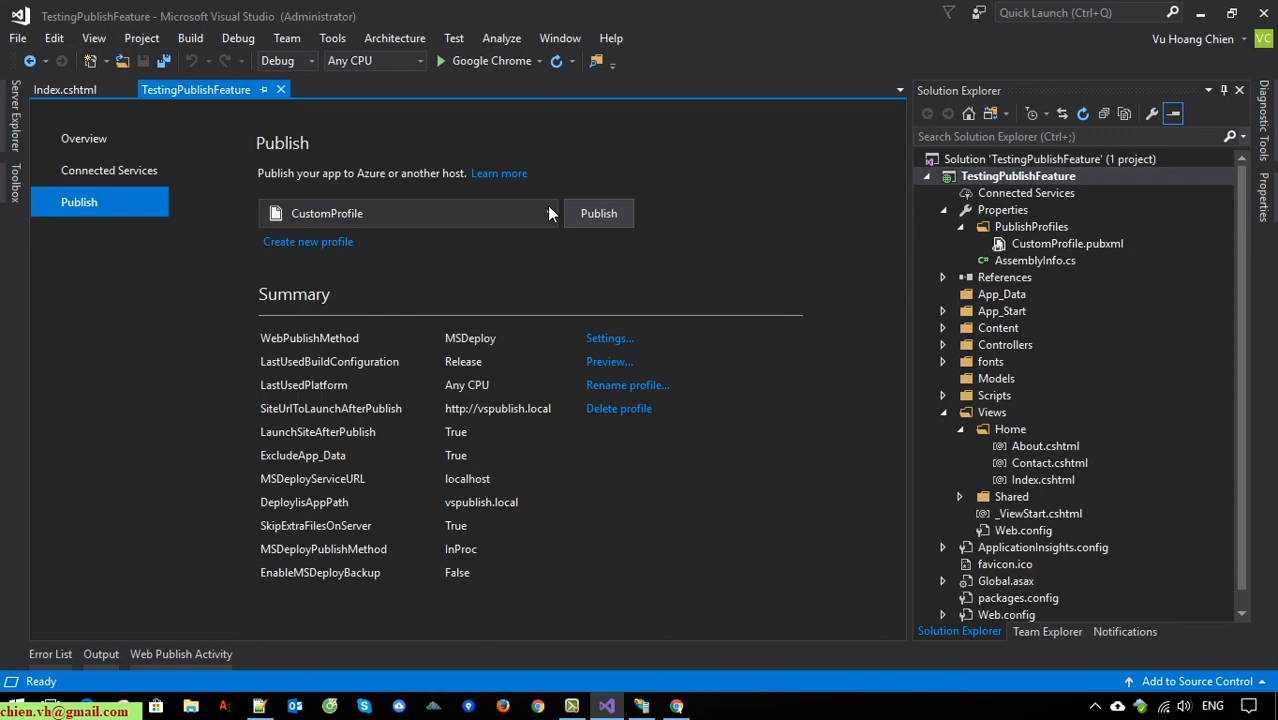 TestingPublishFeature - Microsoft Visual Studio (Administrator)
Quick Launch (Ctrl+Q)
File Edit View Project Build Debug Team Tools Architecture Test Analyze Window Help
Vu Hoang Chien
VC
Debug Any CPU Google Chrome
Index.cshtml TestingPublishFeature
Server Explorer
Toolbox
Overview
Connected Services
Publish
Publish
Publish your app to Azure or another host. Learn more
CustomProfile Publish
Create new profile
Summary
WebPublishMethod MSDeploy Settings...
LastUsedBuildConfiguration Release Preview...
LastUsedPlatform Any CPU Rename profile...
SiteUrlToLaunchAfterPublish http://vspublish.local Delete profile
LaunchSiteAfterPublish True
ExcludeApp_Data True
MSDeployServiceURL localhost
DeployIisAppPath vspublish.local
SkipExtraFilesOnServer True
MSDeployPublishMethod InProc
EnableMSDeployBackup False
Solution Explorer
Search Solution Explorer (Ctrl+;)
Solution 'TestingPublishFeature' (1 project)
TestingPublishFeature
Connected Services
Properties
PublishProfiles
CustomProfile.pubxml
C# AssemblyInfo.cs
References
App_Data
App_Start
Content
Controllers
fonts
Models
Scripts
Views
Home
[@] About.cshtml
[@] Contact.cshtml
[@] Index.cshtml
Shared
[@] _ViewStart.cshtml
Web.config
ApplicationInsights.config
favicon.ico
Global.asax
packages.config
Web.config
Solution Explorer Team Explorer Notifications
Diagnostic Tools
Properties
Error List Output Web Publish Activity
Ready
Add to Source Control
chien.vh@gmail.com
ENG